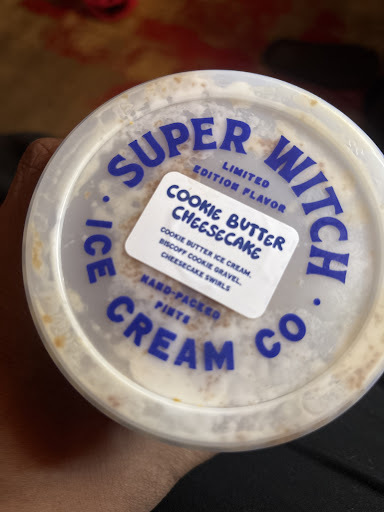 SUPER WITCH
LIMITED
EDITION FLAVOR
COOKIE BUTTER
CHEESECAKE
COOKIE BUTTER ICE CREAM,
BISCOFF COOKIE GRAVEL,
CHEESECAKE SWIRLS
HAND-PACKED
PINTS
· ICE CREAM CO ·